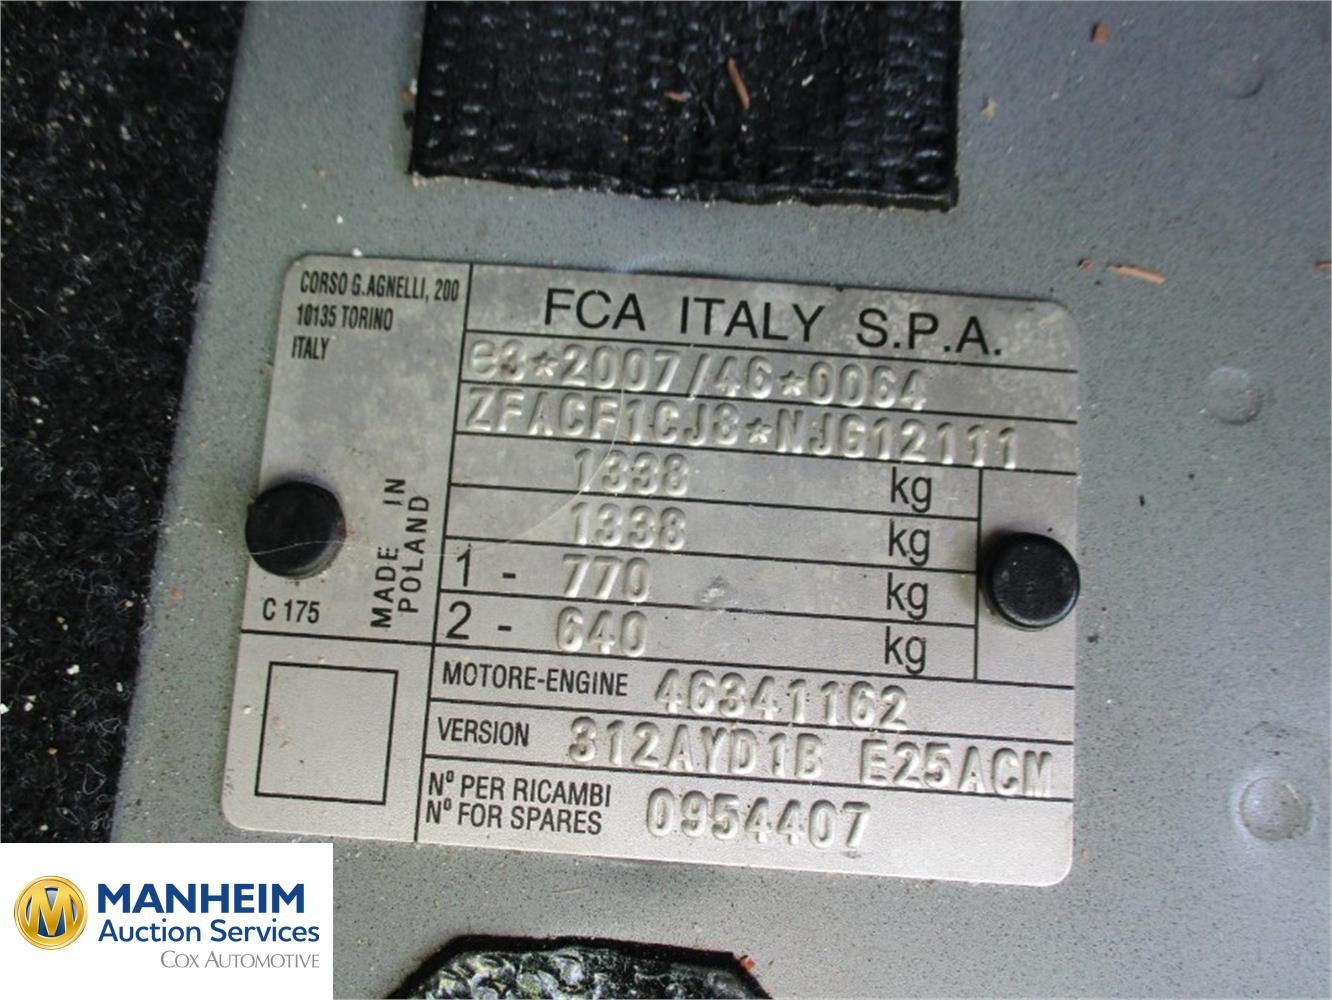 CORSO G. AGNELLI, 200
10135 TORINO
ITALY
FCA ITALY S.P.A.
e3*2007/46*0064
ZFACF1CJ8*NJG12111
1338 kg
1338 kg
1 - 770 kg
2 - 640 kg
MADE IN
POLAND
C 175
MOTORE-ENGINE 46341162
VERSION 312AYD1B E25ACM
N° PER RICAMBI
N° FOR SPARES 0954407
MANHEIM
Auction Services
COX AUTOMOTIVE